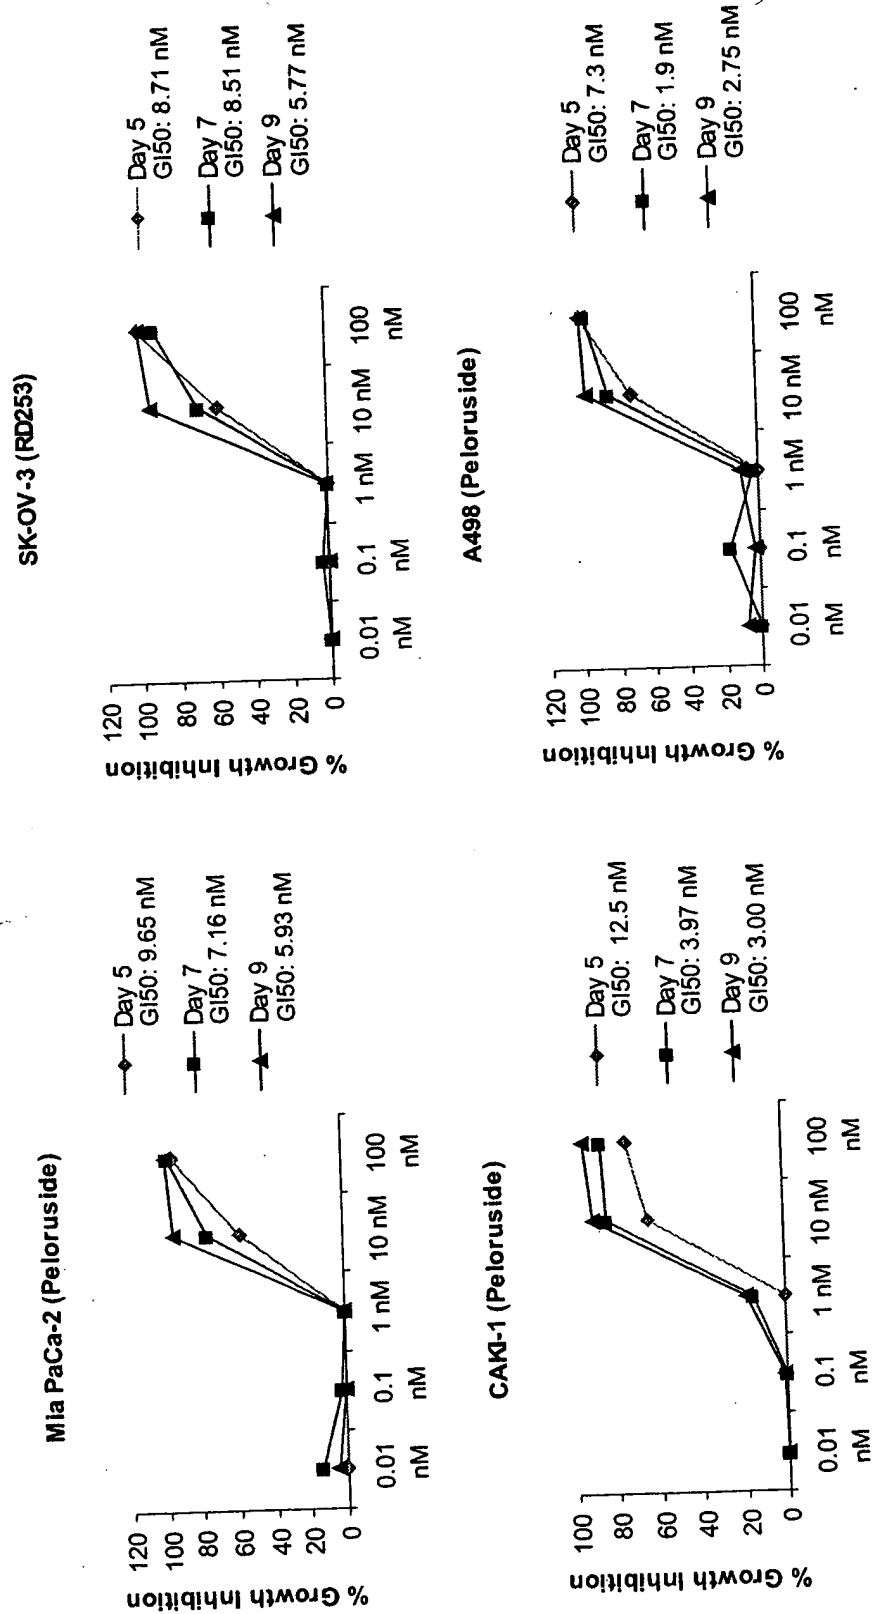 Mia PaCa-2 (Peloruside)
% Growth Inhibition
120
100
80
60
40
20
0
0.01 nM
0.1 nM
1 nM
10 nM
100 nM
Day 5
GI50: 9.65 nM
Day 7
GI50: 7.16 nM
Day 9
GI50: 5.93 nM
SK-OV-3 (RD253)
% Growth Inhibition
120
100
80
60
40
20
0
0.01 nM
0.1 nM
1 nM
10 nM
100 nM
Day 5
GI50: 8.71 nM
Day 7
GI50: 8.51 nM
Day 9
GI50: 5.77 nM
CAKI-1 (Peloruside)
% Growth Inhibition
100
80
60
40
20
0
0.01 nM
0.1 nM
1 nM
10 nM
100 nM
Day 5
GI50: 12.5 nM
Day 7
GI50: 3.97 nM
Day 9
GI50: 3.00 nM
A498 (Peloruside)
% Growth Inhibition
120
100
80
60
40
20
0
0.01 nM
0.1 nM
1 nM
10 nM
100 nM
Day 5
GI50: 7.3 nM
Day 7
GI50: 1.9 nM
Day 9
GI50: 2.75 nM